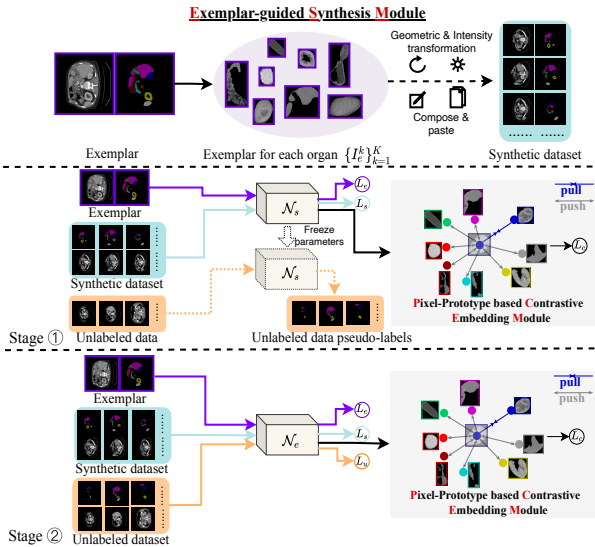 Exemplar-guided Synthesis Module
Geometric & Intensity
transformation
Compose &
paste
Exemplar
Exemplar for each organ {I_e^k}_{k=1}^K
Synthetic dataset
Exemplar
Synthetic dataset
Unlabeled data
Stage ①
N_s
Freeze
parameters
N_s
L_e
L_s
Unlabeled data pseudo-labels
pull
push
L_c
Pixel-Prototype based Contrastive
Embedding Module
Exemplar
Synthetic dataset
Unlabeled dataset
Stage ②
N_e
L_e
L_s
L_u
pull
push
L_c
Pixel-Prototype based Contrastive
Embedding Module